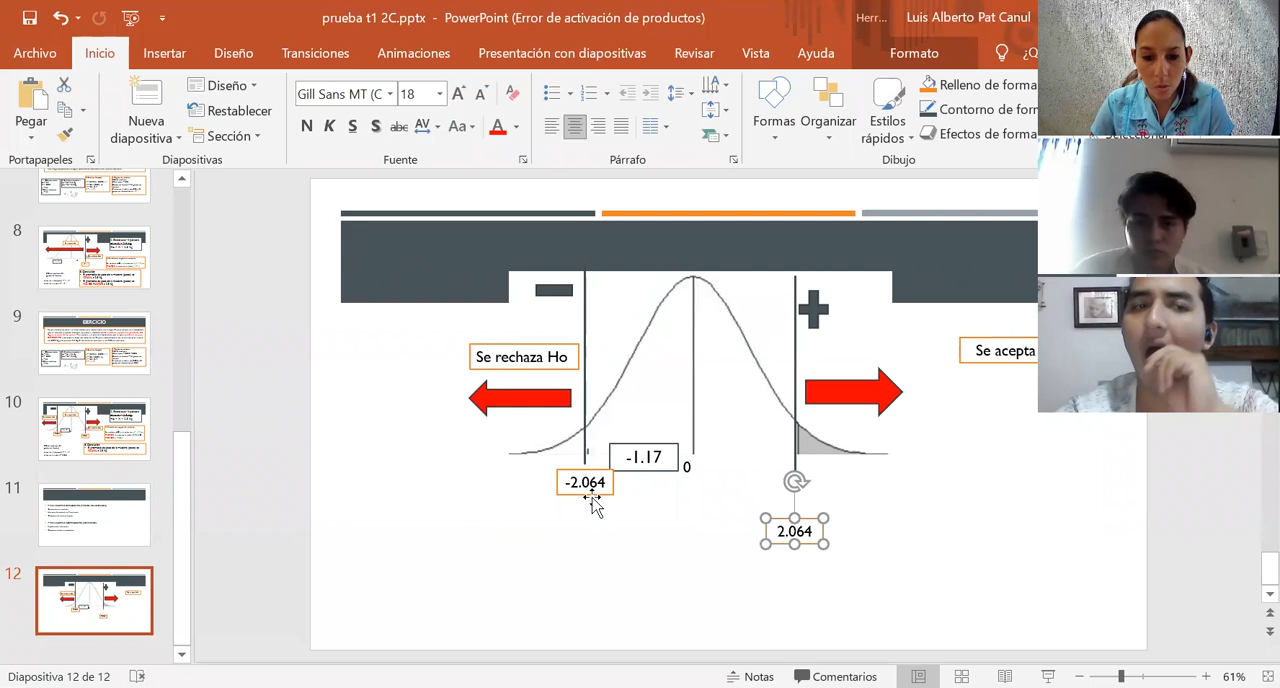 prueba t1 2C.pptx - PowerPoint (Error de activación de productos)
Herr...
Luis Alberto Pat Canul
Archivo Inicio Insertar Diseño Transiciones Animaciones Presentación con diapositivas Revisar Vista Ayuda Formato ¿Q
Pegar
Nueva diapositiva
Diseño
Restablecer
Sección
Gill Sans MT (C 18
N K S S abc AV Aa A
Formas
Organizar
Estilos rápidos
Relleno de forma
Contorno de forma
Efectos de forma
Portapapeles Diapositivas Fuente Párrafo Dibujo
8
9
EJERCICIO
10
11
12
Se rechaza Ho
Se acepta
-1.17
0
-2.064
2.064
Diapositiva 12 de 12
Notas Comentarios 61%